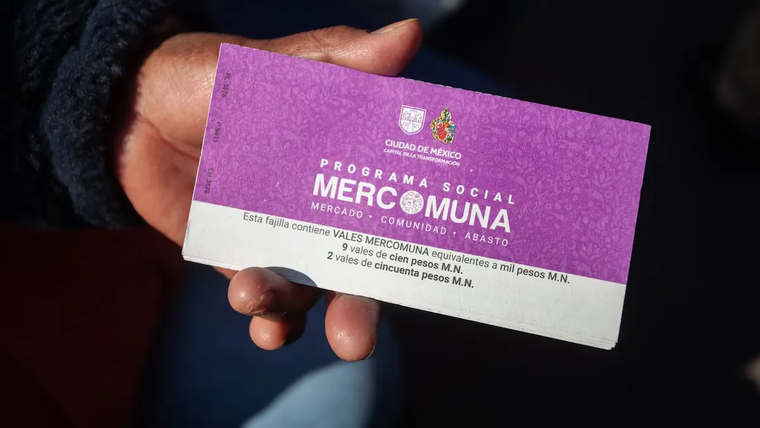 CIUDAD DE MÉXICO
CAPITAL DE LA TRANSFORMACIÓN
PROGRAMA SOCIAL
MERCOMUNA
MERCADO • COMUNIDAD • ABASTO
Esta fajilla contiene VALES MERCOMUNA equivalentes a mil pesos M.N.
9 vales de cien pesos M.N.
2 vales de cincuenta pesos M.N.